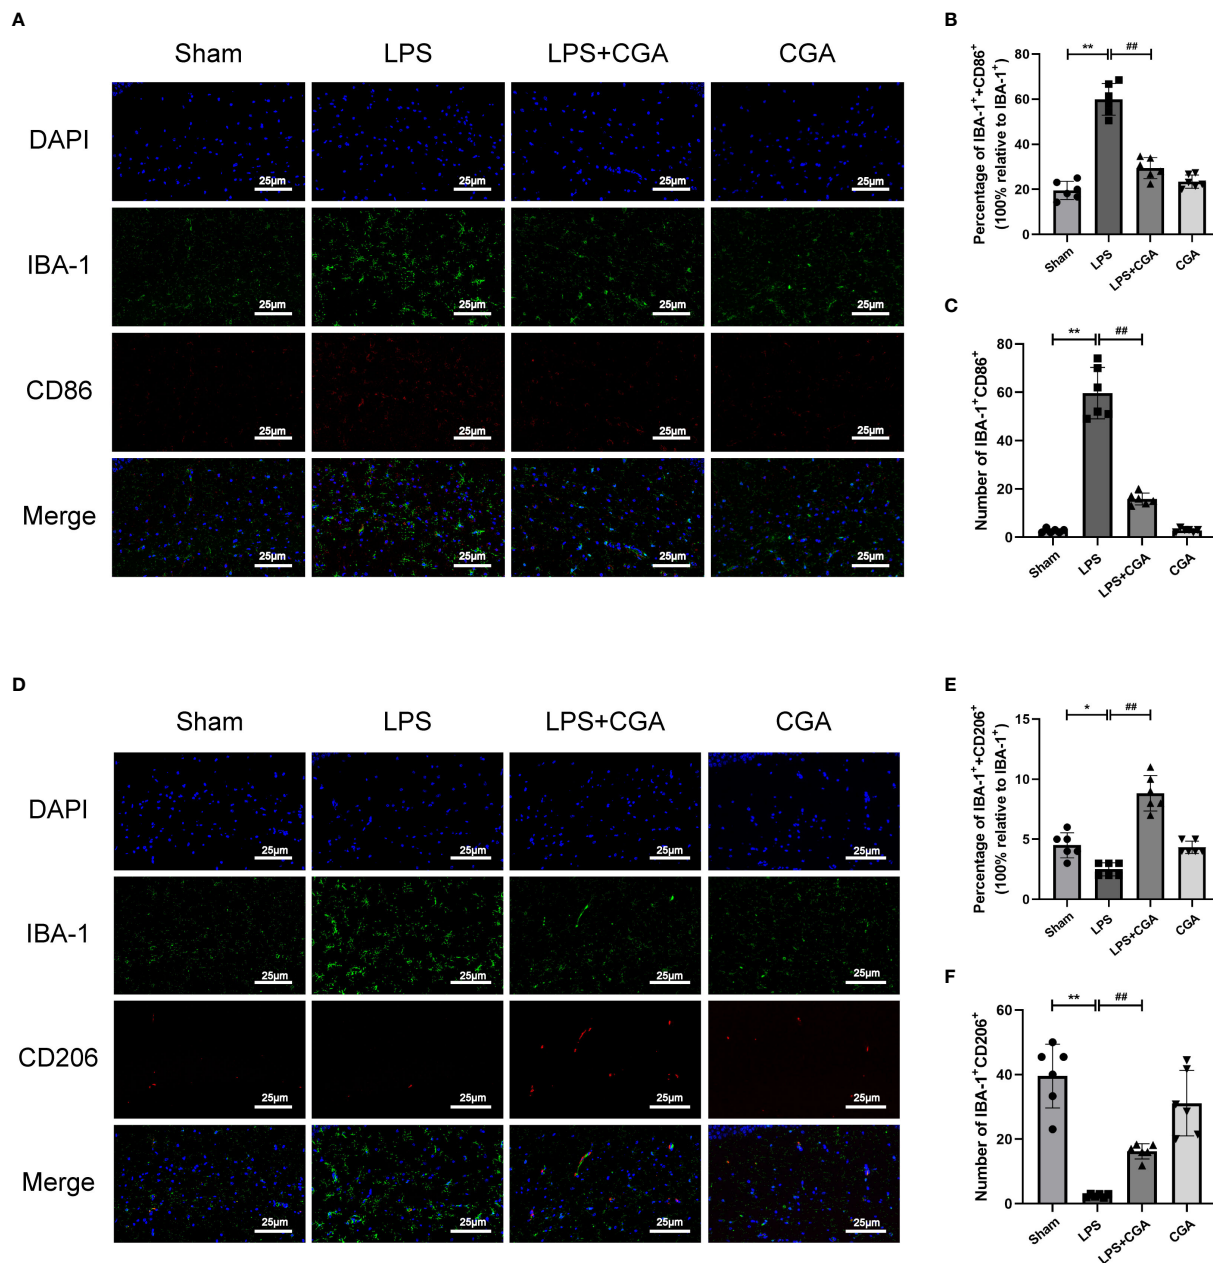 A
Sham LPS LPS+CGA CGA
DAPI
25µm 25µm 25µm 25µm
IBA-1
25µm 25µm 25µm 25µm
CD86
25µm 25µm 25µm 25µm
Merge
25µm 25µm 25µm 25µm
B
Percentage of IBA-1⁺+CD86⁺
(100% relative to IBA-1⁺)
80
60
40
20
0
** ##
Sham LPS LPS+CGA CGA
C
Number of IBA-1⁺CD86⁺
80
60
40
20
0
** ##
Sham LPS LPS+CGA CGA
D
Sham LPS LPS+CGA CGA
DAPI
25µm 25µm 25µm 25µm
IBA-1
25µm 25µm 25µm 25µm
CD206
25µm 25µm 25µm 25µm
Merge
25µm 25µm 25µm 25µm
E
Percentage of IBA-1⁺+CD206⁺
(100% relative to IBA-1⁺)
15
10
5
0
* ##
Sham LPS LPS+CGA CGA
F
Number of IBA-1⁺CD206⁺
60
40
20
0
** ##
Sham LPS LPS+CGA CGA